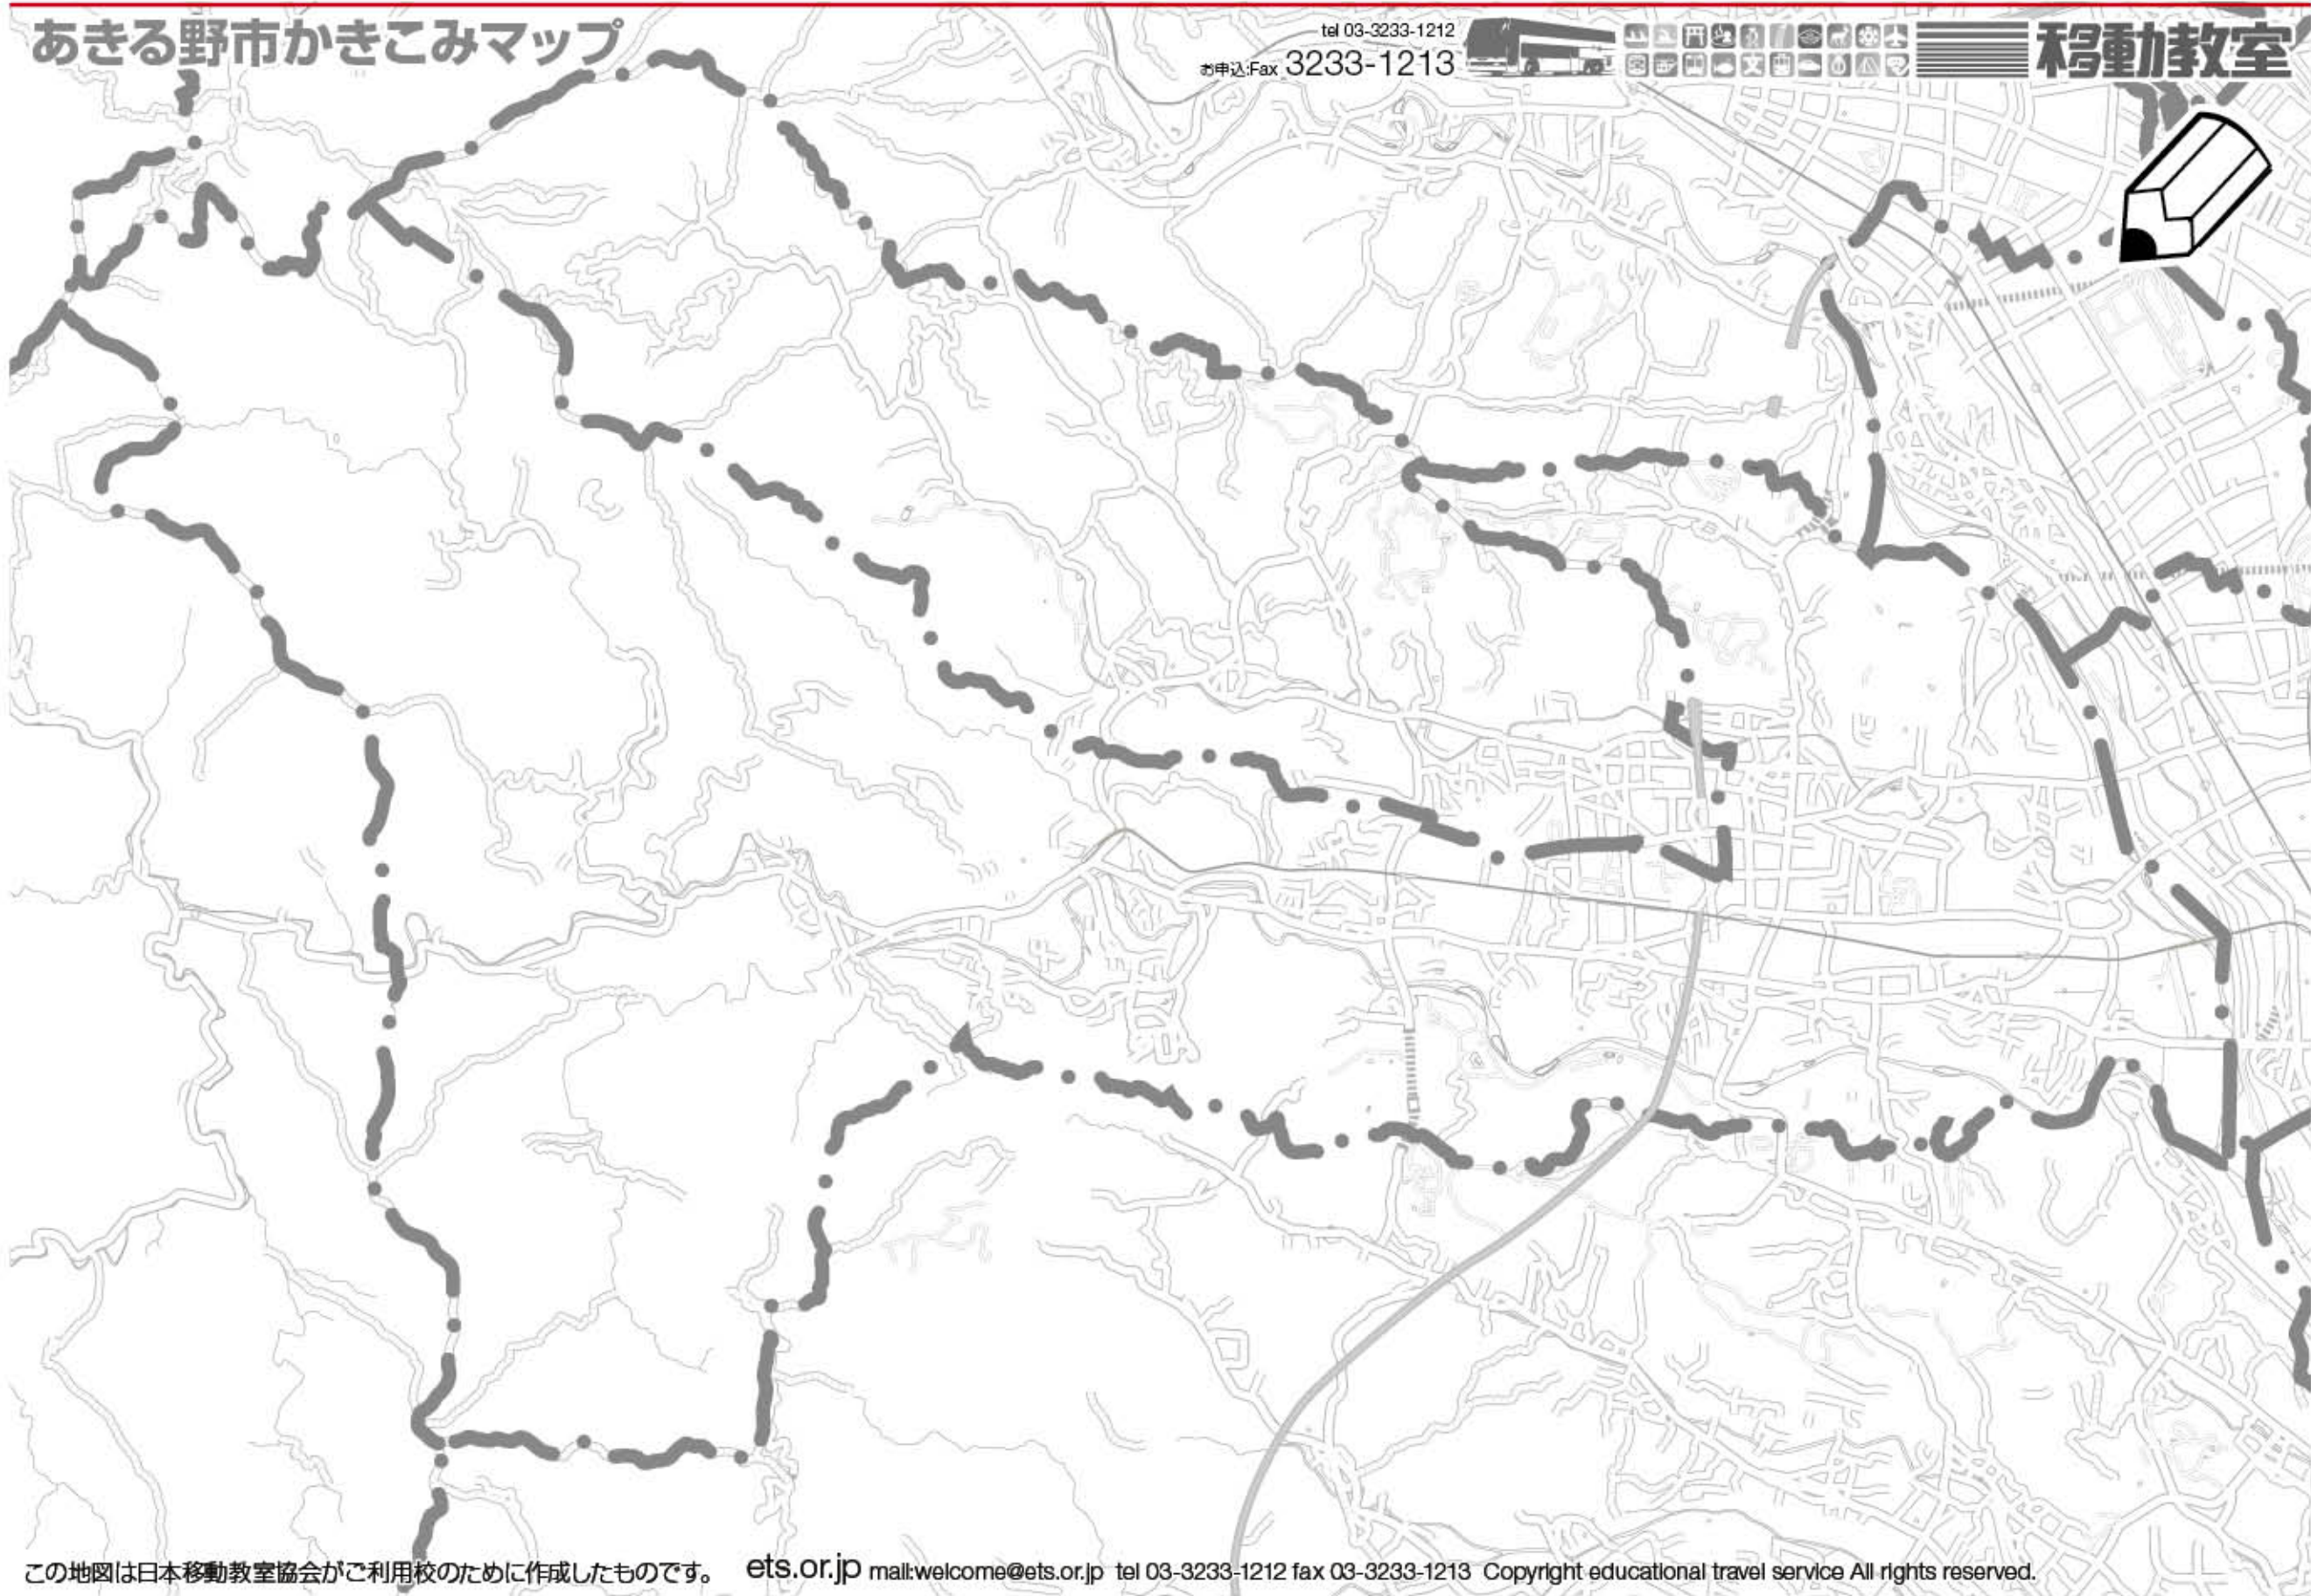 あきる野市かきこみマップ
tel 03-3233-1212
お申込:Fax 3233-1213
移動教室
この地図は日本移動教室協会がご利用校のために作成したものです。 ets.or.jp mail:welcome@ets.or.jp tel 03-3233-1212 fax 03-3233-1213 Copyright educational travel service All rights reserved.